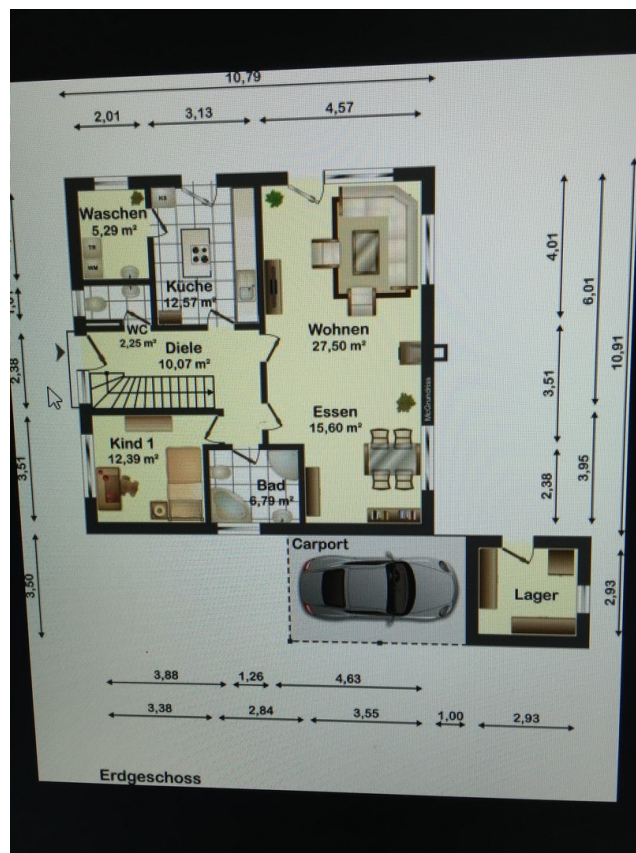 10,79
2,01
3,13
4,57
Waschen
5,29 m²
KS
TR
WM
Küche
12,57 m²
WC
2,25 m²
Diele
10,07 m²
Wohnen
27,50 m²
Essen
15,60 m²
McGrundriss
Kind 1
12,39 m²
Bad
6,79 m²
Carport
Lager
4,01
6,01
10,91
3,51
3,95
2,38
2,93
2,38
3,51
3,50
3,88
1,26
4,63
3,38
2,84
3,55
1,00
2,93
Erdgeschoss